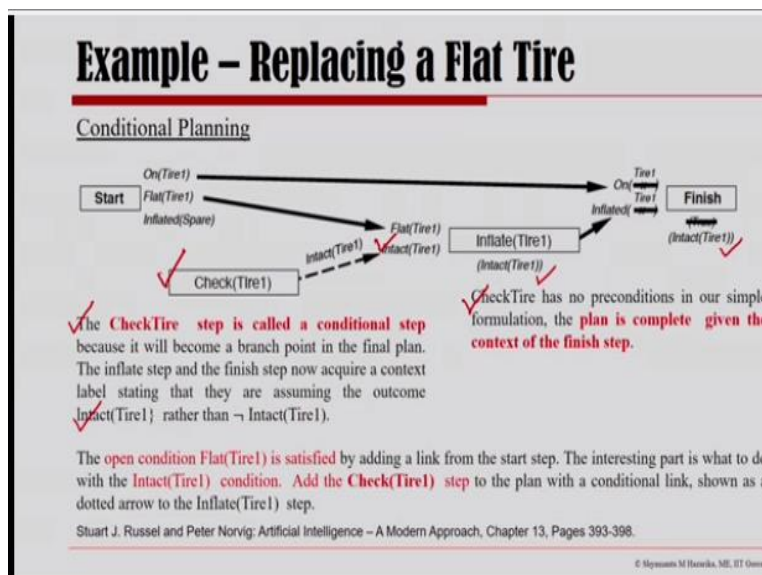 Example – Replacing a Flat Tire
Conditional Planning
On(Tire1)
Start
Flat(Tire1)
Inflated(Spare)
Tire1
On( x )
Tire1
Inflated( x )
Finish
(True)
(Intact(Tire1))
Flat(Tire1)
Intact(Tire1)
Inflate(Tire1)
(Intact(Tire1))
Intact(Tire1)
Check(Tire1)
The CheckTire step is called a conditional step
because it will become a branch point in the final plan.
The inflate step and the finish step now acquire a context
label stating that they are assuming the outcome
Intact(Tire1} rather than ¬ Intact(Tire1).
CheckTire has no preconditions in our simple
formulation, the plan is complete given the
context of the finish step.
The open condition Flat(Tire1) is satisfied by adding a link from the start step. The interesting part is what to do
with the Intact(Tire1) condition. Add the Check(Tire1) step to the plan with a conditional link, shown as a
dotted arrow to the Inflate(Tire1) step.
Stuart J. Russel and Peter Norvig: Artificial Intelligence – A Modern Approach, Chapter 13, Pages 393-398.
© Shyamanta M Hazarika, ME, IIT